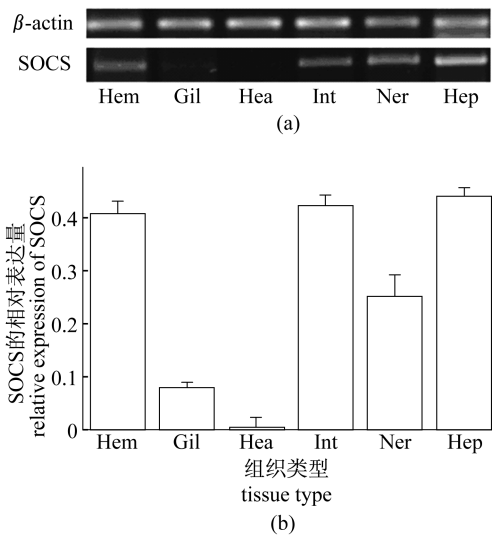 β-actin
SOCS
Hem Gil Hea Int Ner Hep
(a)
SOCS的相对表达量
relative expression of SOCS
0.4
0.3
0.2
0.1
0
Hem Gil Hea Int Ner Hep
组织类型
tissue type
(b)